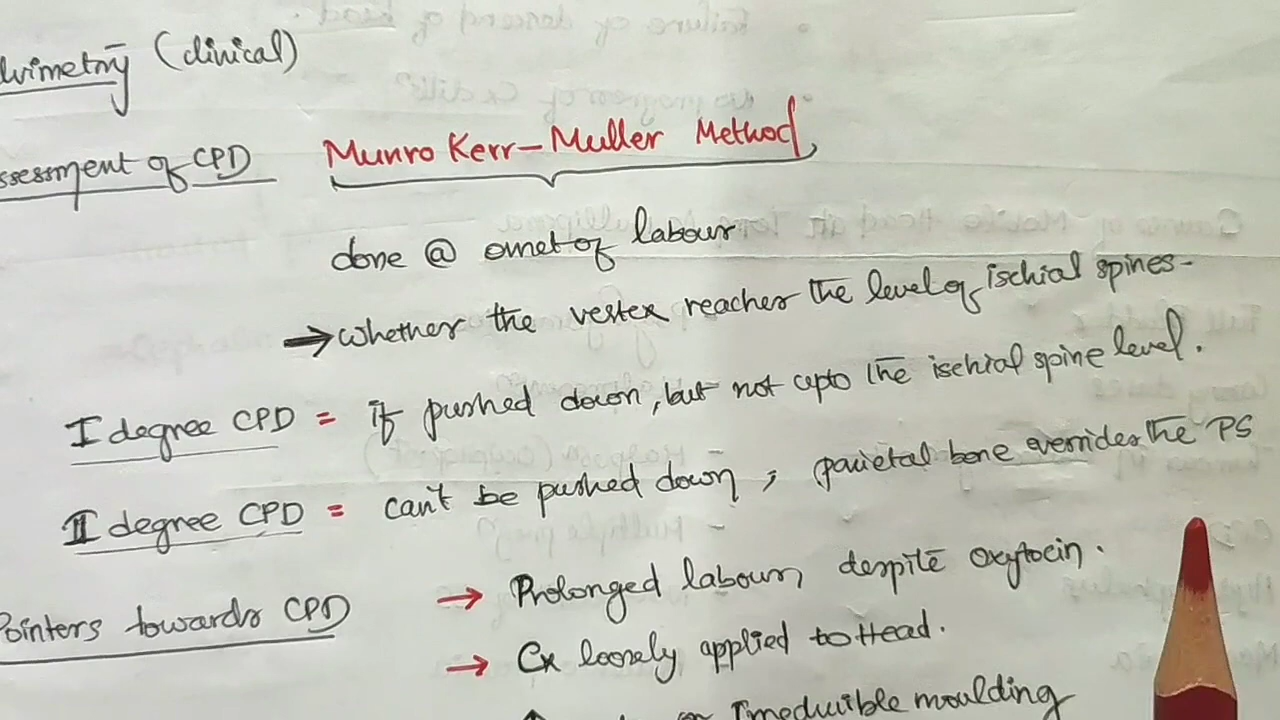 lvimetry (clinical)
ssessment of CPD Munro Kerr-Muller Method
done @ onset of labour
→ Whether the vertex reaches the level of ischial spines-
I degree CPD = if pushed down, but not upto the ischial spine level.
II degree CPD = can't be pushed down, parietal bone overrides the PS
Pointers towards CPD → Prolonged labour, despite oxytocin.
→ Cx loosely applied to Head.
Irreducible moulding